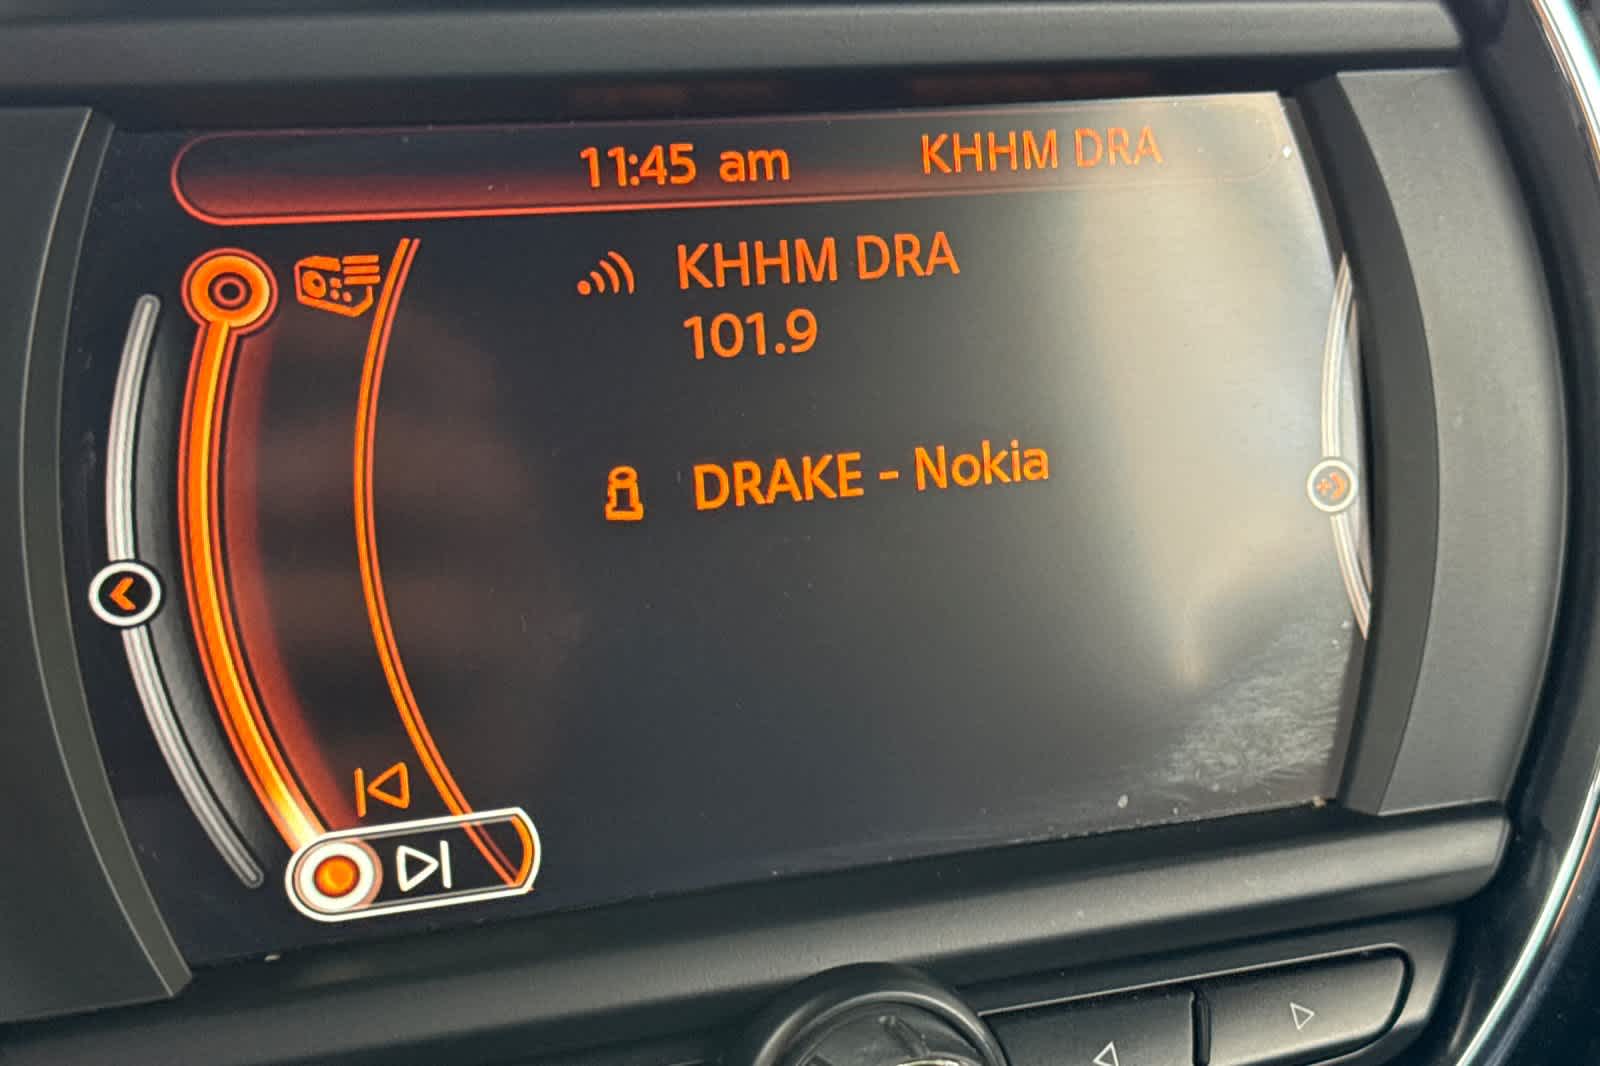 11:45 am KHHM DRA
KHHM DRA
101.9
DRAKE - Nokia